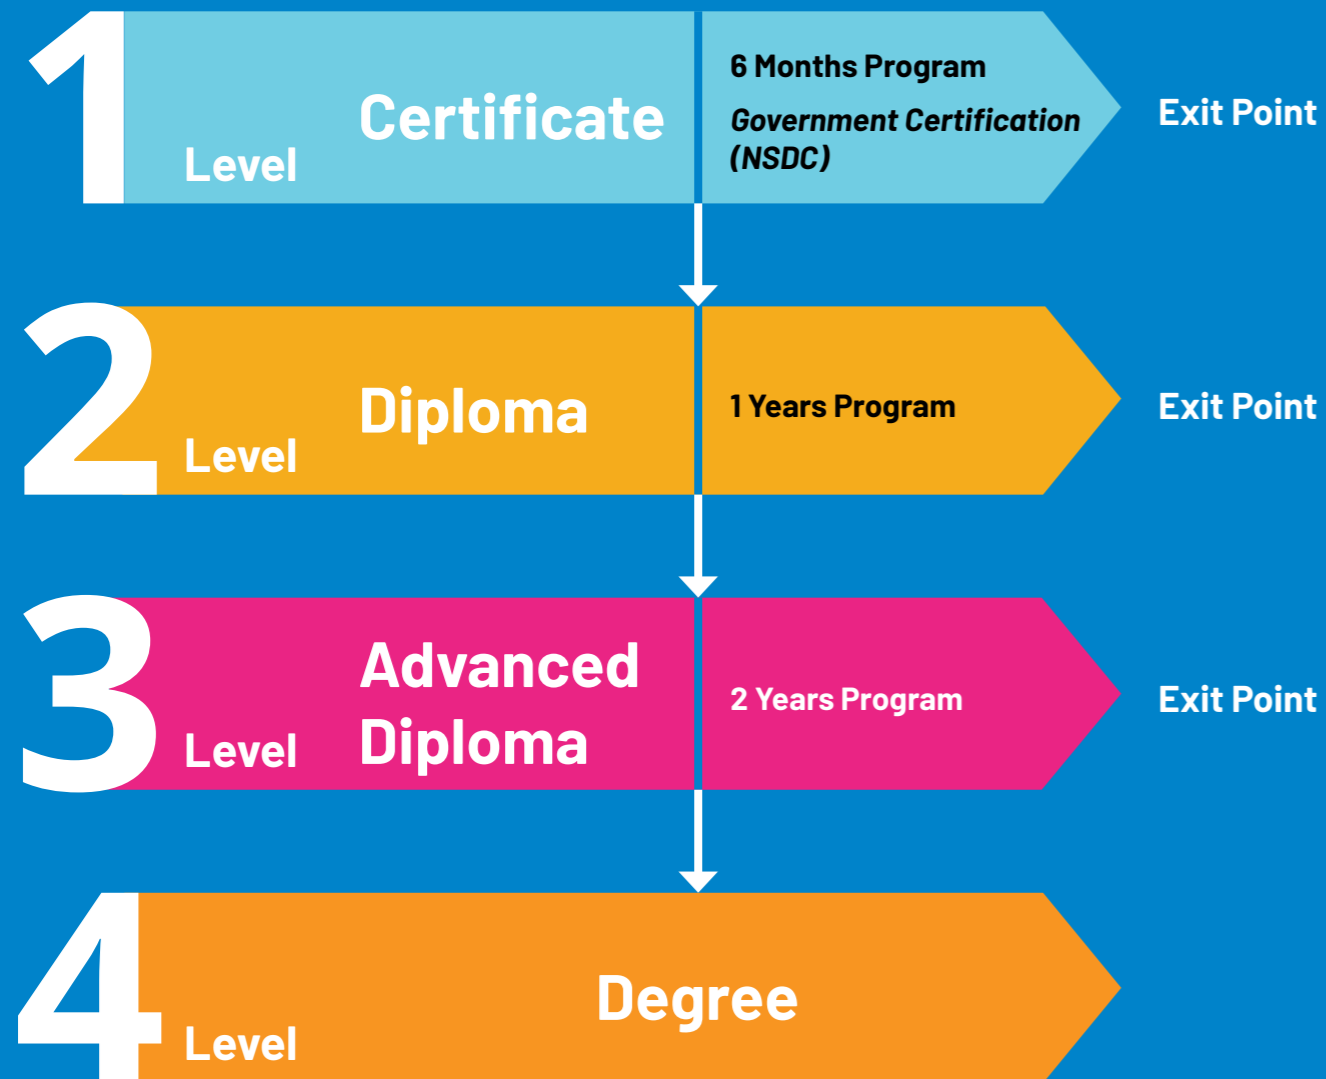 1
Level
Certificate
6 Months Program
Government Certification
(NSDC)
Exit Point
2
Level
Diploma
1 Years Program
Exit Point
3
Level
Advanced
Diploma
2 Years Program
Exit Point
4
Level
Degree